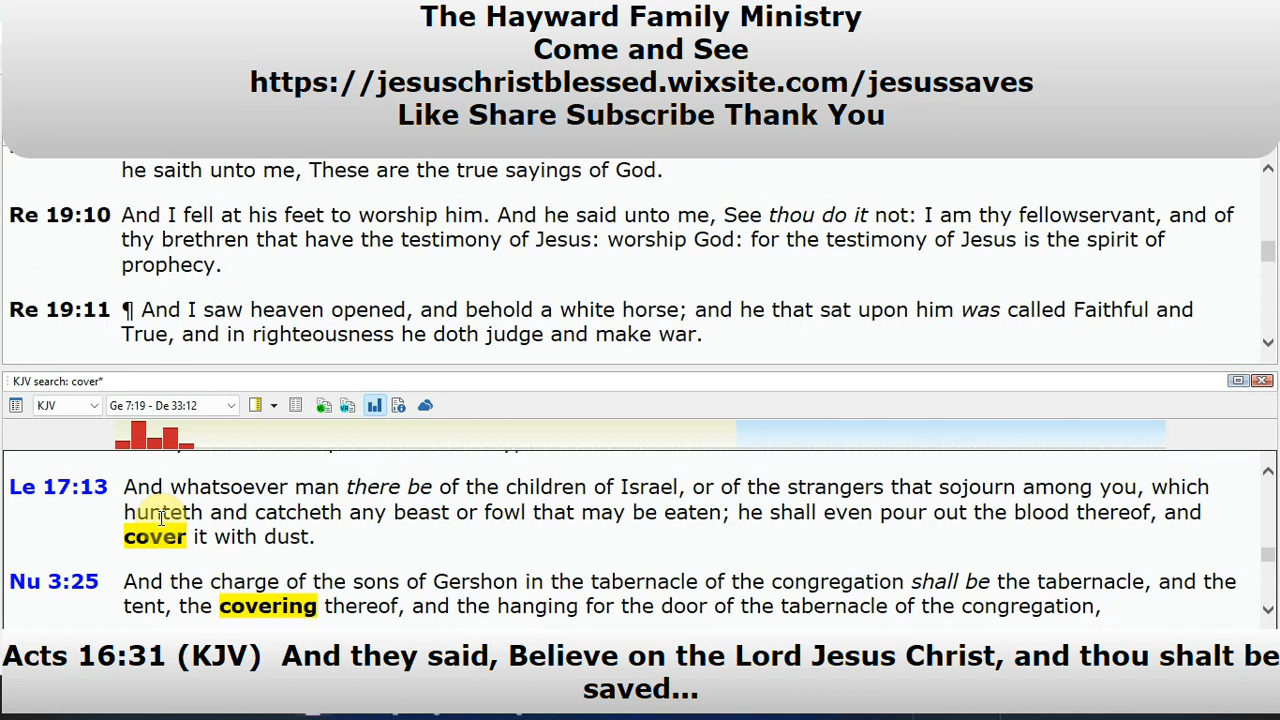 The Hayward Family Ministry
Come and See
https://jesuschristblessed.wixsite.com/jesussaves
Like Share Subscribe Thank You
he saith unto me, These are the true sayings of God.
Re 19:10 And I fell at his feet to worship him. And he said unto me, See thou do it not: I am thy fellowservant, and of
thy brethren that have the testimony of Jesus: worship God: for the testimony of Jesus is the spirit of
prophecy.
Re 19:11 ¶ And I saw heaven opened, and behold a white horse; and he that sat upon him was called Faithful and
True, and in righteousness he doth judge and make war.
KJV search: cover*
KJV Ge 7:19 - De 33:12
Le 17:13 And whatsoever man there be of the children of Israel, or of the strangers that sojourn among you, which
hunteth and catcheth any beast or fowl that may be eaten; he shall even pour out the blood thereof, and
cover it with dust.
Nu 3:25 And the charge of the sons of Gershon in the tabernacle of the congregation shall be the tabernacle, and the
tent, the covering thereof, and the hanging for the door of the tabernacle of the congregation,
Acts 16:31 (KJV) And they said, Believe on the Lord Jesus Christ, and thou shalt be
saved...